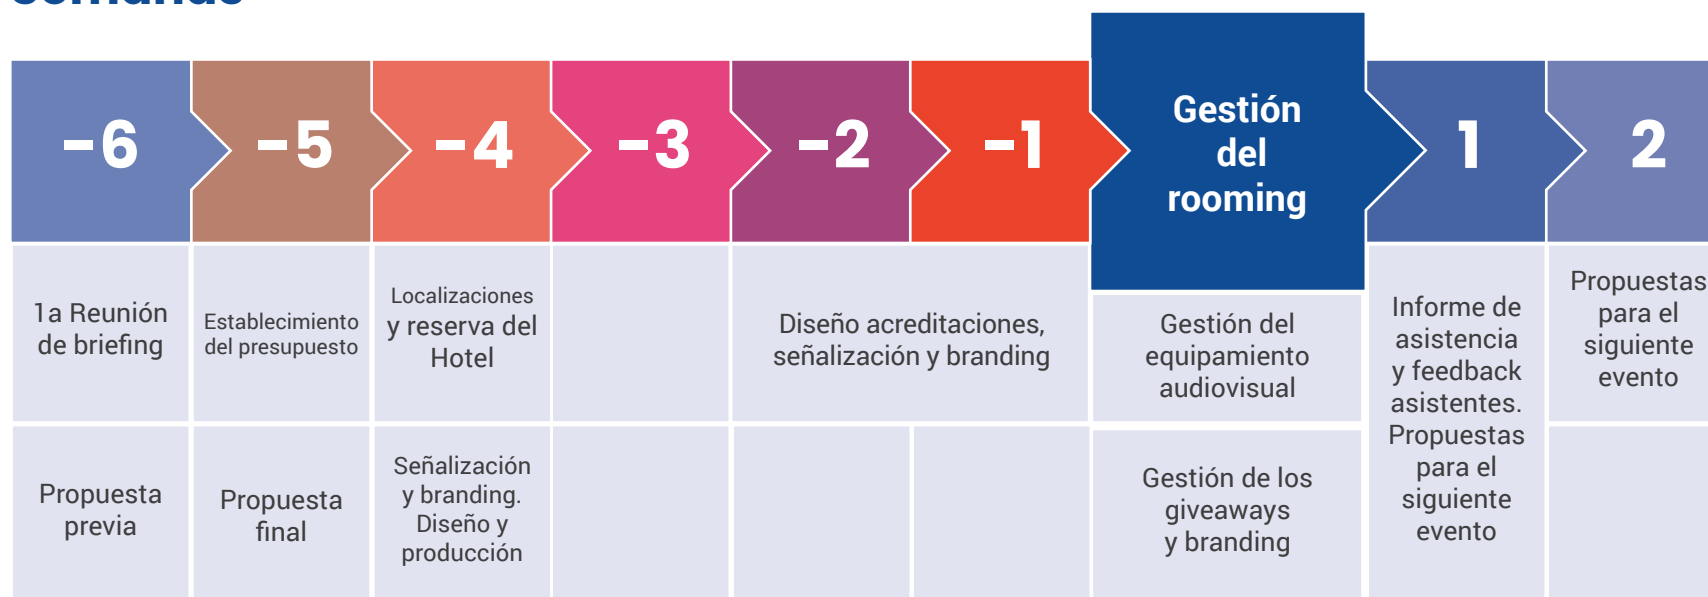 -6
-5
-4
-3
-2
-1
Gestión
del
rooming
1
2
1a Reunión
de briefing
Establecimiento
del presupuesto
Localizaciones
y reserva del
Hotel
Diseño acreditaciones,
señalización y branding
Gestión del
equipamiento
audiovisual
Informe de
asistencia
y feedback
asistentes.
Propuestas
para el
siguiente
evento
Propuestas
para el
siguiente
evento
Propuesta
previa
Propuesta
final
Señalización
y branding.
Diseño y
producción
Gestión de los
giveaways
y branding